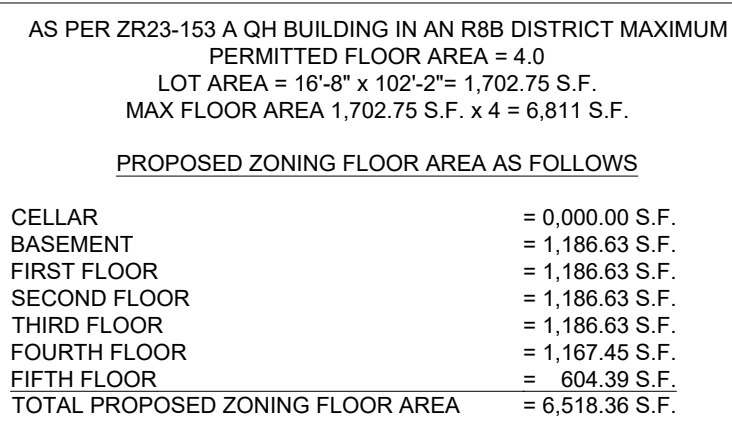 AS PER ZR23-153 A QH BUILDING IN AN R8B DISTRICT MAXIMUM
PERMITTED FLOOR AREA = 4.0
LOT AREA = 16'-8" x 102'-2"= 1,702.75 S.F.
MAX FLOOR AREA 1,702.75 S.F. x 4 = 6,811 S.F.
PROPOSED ZONING FLOOR AREA AS FOLLOWS
CELLAR = 0,000.00 S.F.
BASEMENT = 1,186.63 S.F.
FIRST FLOOR = 1,186.63 S.F.
SECOND FLOOR = 1,186.63 S.F.
THIRD FLOOR = 1,186.63 S.F.
FOURTH FLOOR = 1,167.45 S.F.
FIFTH FLOOR = 604.39 S.F.
TOTAL PROPOSED ZONING FLOOR AREA = 6,518.36 S.F.